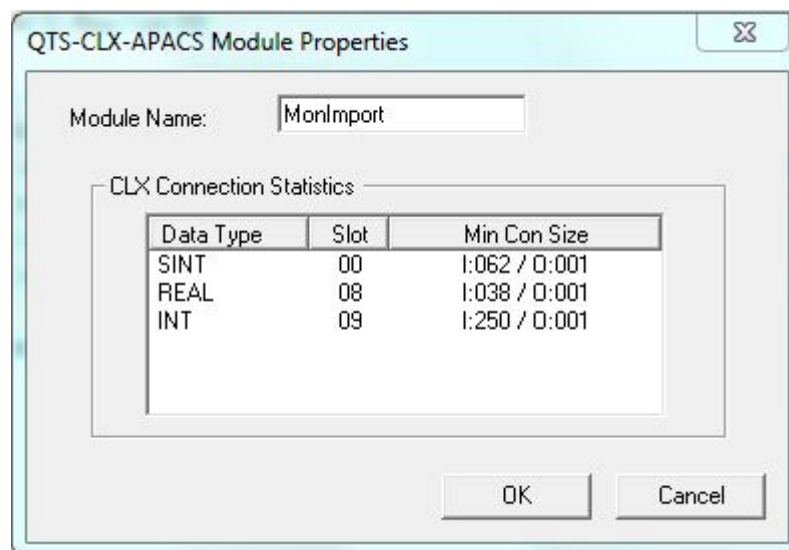 QTS-CLX-APACS Module Properties
Module Name: MonImport
CLX Connection Statistics
Data Type Slot Min Con Size
SINT 00 I:062 / O:001
REAL 08 I:038 / O:001
INT 09 I:250 / O:001
OK Cancel